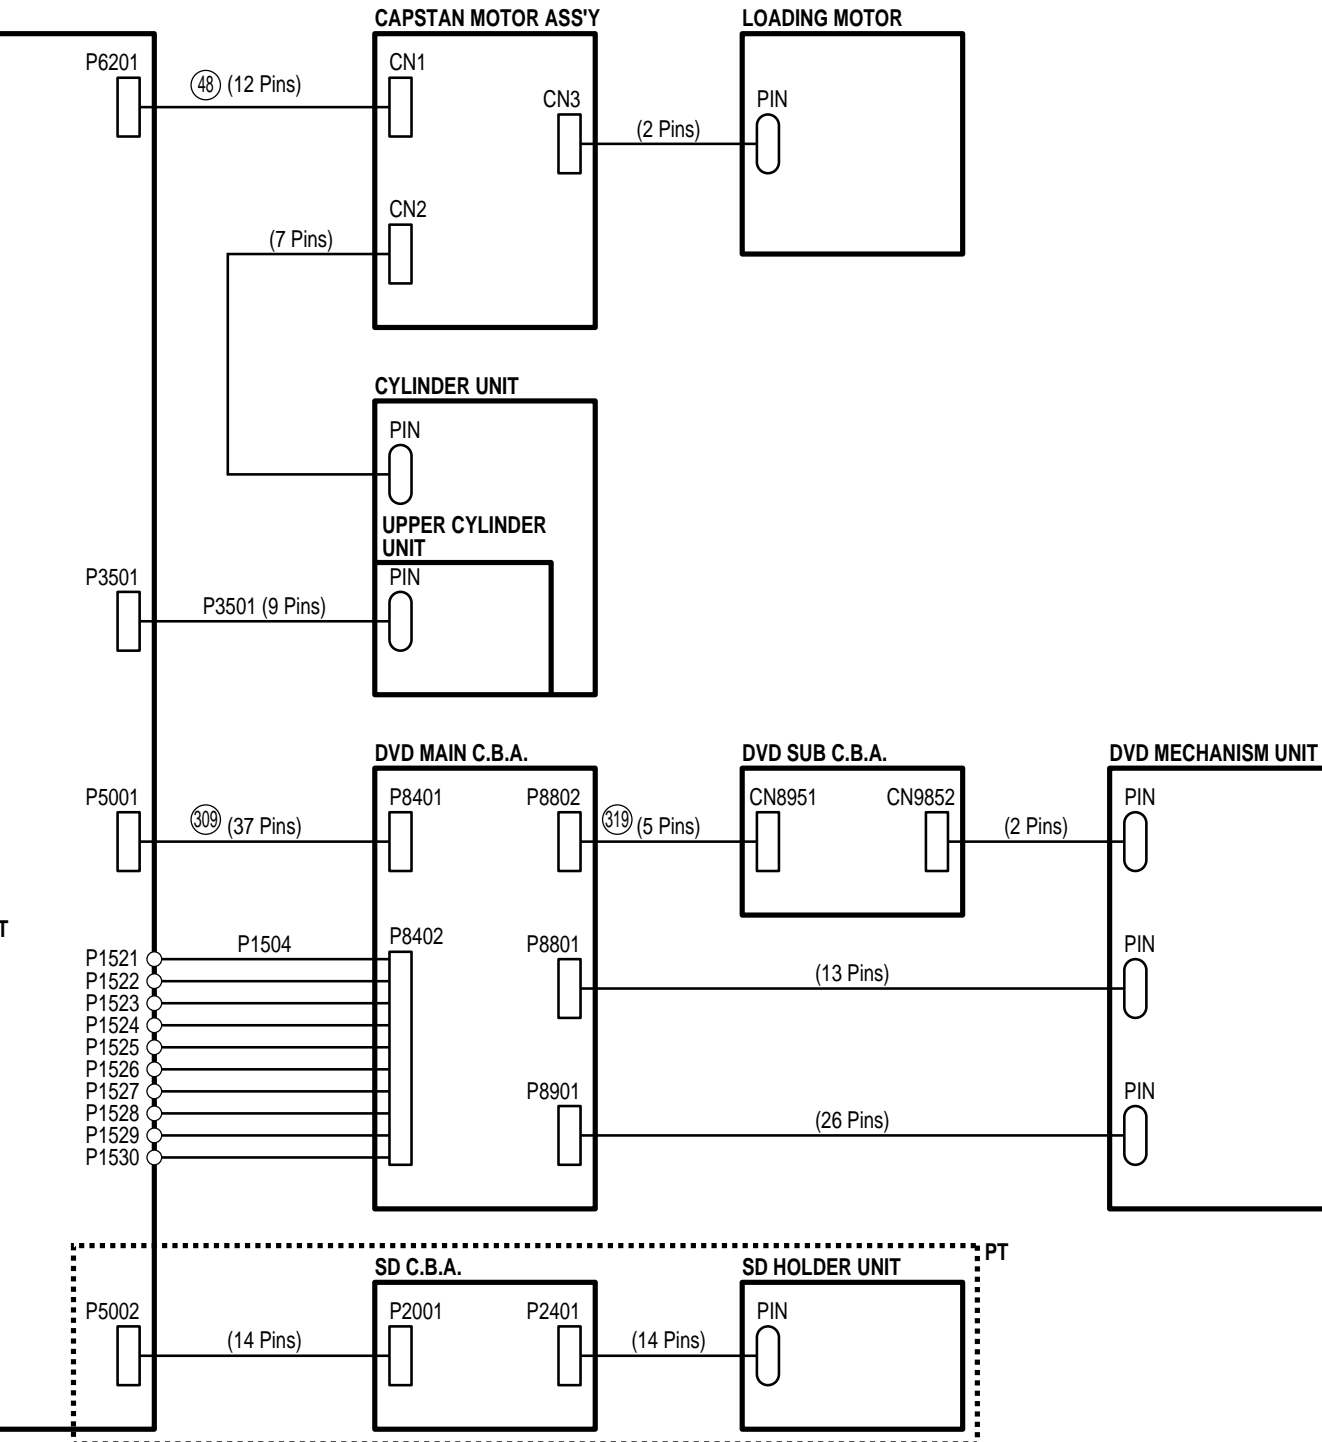 CAPSTAN MOTOR ASS'Y
LOADING MOTOR
P6201
48 (12 Pins)
CN1
CN3
(2 Pins)
PIN
CN2
(7 Pins)
CYLINDER UNIT
PIN
UPPER CYLINDER
UNIT
P3501
P3501 (9 Pins)
PIN
DVD MAIN C.B.A.
DVD SUB C.B.A.
DVD MECHANISM UNIT
P5001
309 (37 Pins)
P8401
P8802
319 (5 Pins)
CN8951
CN9852
(2 Pins)
PIN
T
P1504
P8402
P8801
(13 Pins)
PIN
P1521
P1522
P1523
P1524
P1525
P1526
P1527
P1528
P1529
P1530
P8901
(26 Pins)
PIN
PT
SD C.B.A.
SD HOLDER UNIT
P5002
(14 Pins)
P2001
P2401
(14 Pins)
PIN